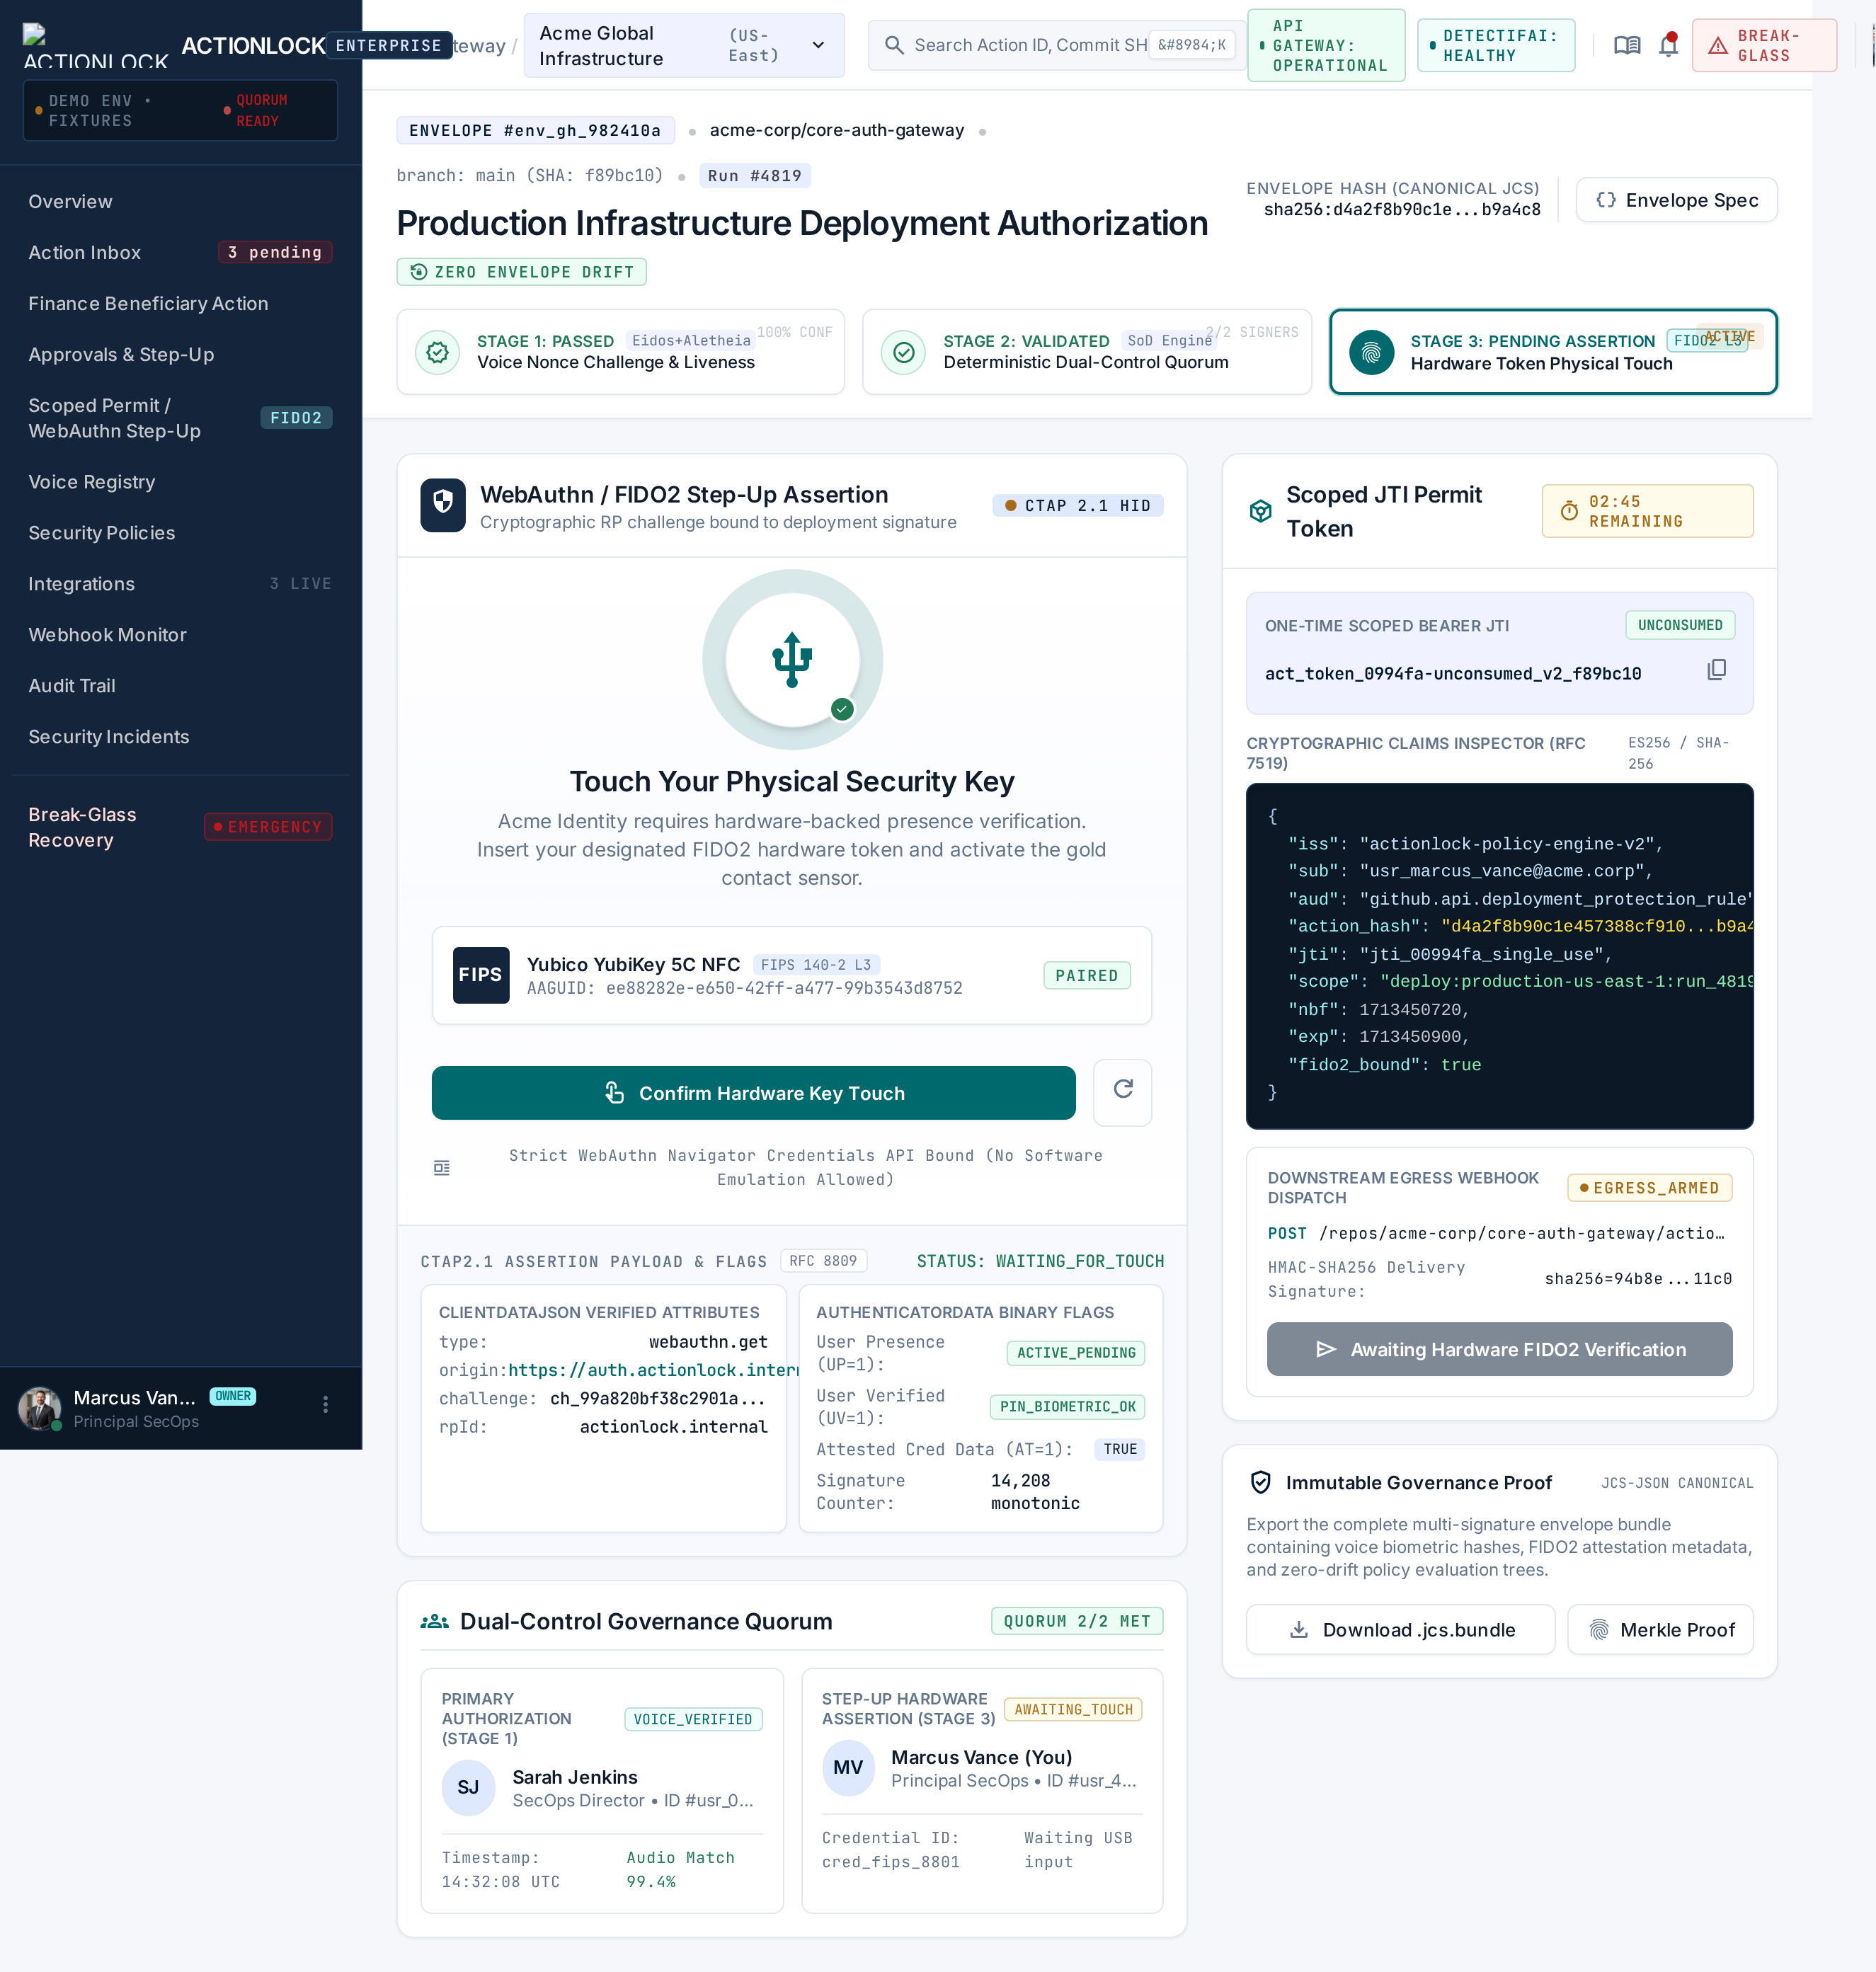 ACTIONLOCK
ACTIONLOCK
ENTERPRISE
DEMO ENV •
FIXTURES
QUORUM
READY
Overview
Action Inbox
3 pending
Finance Beneficiary Action
Approvals & Step-Up
Scoped Permit /
WebAuthn Step-Up
FIDO2
Voice Registry
Security Policies
Integrations
3 LIVE
Webhook Monitor
Audit Trail
Security Incidents
Break-Glass
Recovery
EMERGENCY
Marcus Van...
OWNER
Principal SecOps
teway /
Acme Global
Infrastructure
(US-
East)
Search Action ID, Commit SH
&#8984;K
API
GATEWAY:
OPERATIONAL
DETECTIFAI:
HEALTHY
BREAK-
GLASS
ENVELOPE #env_gh_982410a
acme-corp/core-auth-gateway
branch: main (SHA: f89bc10)
Run #4819
Production Infrastructure Deployment Authorization
ZERO ENVELOPE DRIFT
ENVELOPE HASH (CANONICAL JCS)
sha256:d4a2f8b90c1e...b9a4c8
{} Envelope Spec
STAGE 1: PASSED
Eidos+Aletheia
100% CONF
Voice Nonce Challenge & Liveness
STAGE 2: VALIDATED
SoD Engine
2/2 SIGNERS
Deterministic Dual-Control Quorum
STAGE 3: PENDING ASSERTION
FIDO2 L3
ACTIVE
Hardware Token Physical Touch
WebAuthn / FIDO2 Step-Up Assertion
Cryptographic RP challenge bound to deployment signature
CTAP 2.1 HID
Touch Your Physical Security Key
Acme Identity requires hardware-backed presence verification.
Insert your designated FIDO2 hardware token and activate the gold
contact sensor.
FIPS
Yubico YubiKey 5C NFC
FIPS 140-2 L3
AAGUID: ee88282e-e650-42ff-a477-99b3543d8752
PAIRED
Confirm Hardware Key Touch
Strict WebAuthn Navigator Credentials API Bound (No Software
Emulation Allowed)
CTAP2.1 ASSERTION PAYLOAD & FLAGS
RFC 8809
STATUS: WAITING_FOR_TOUCH
CLIENTDATAJSON VERIFIED ATTRIBUTES
type: webauthn.get
origin:https://auth.actionlock.intern
challenge: ch_99a820bf38c2901a...
rpId: actionlock.internal
AUTHENTICATORDATA BINARY FLAGS
User Presence
(UP=1):
ACTIVE_PENDING
User Verified
(UV=1):
PIN_BIOMETRIC_OK
Attested Cred Data (AT=1):
TRUE
Signature
Counter:
14,208
monotonic
Dual-Control Governance Quorum
QUORUM 2/2 MET
PRIMARY
AUTHORIZATION
(STAGE 1)
VOICE_VERIFIED
SJ
Sarah Jenkins
SecOps Director • ID #usr_0...
Timestamp:
14:32:08 UTC
Audio Match
99.4%
STEP-UP HARDWARE
ASSERTION (STAGE 3)
AWAITING_TOUCH
MV
Marcus Vance (You)
Principal SecOps • ID #usr_4...
Credential ID:
cred_fips_8801
Waiting USB
input
Scoped JTI Permit
Token
02:45
REMAINING
ONE-TIME SCOPED BEARER JTI
UNCONSUMED
act_token_0994fa-unconsumed_v2_f89bc10
CRYPTOGRAPHIC CLAIMS INSPECTOR (RFC
7519)
ES256 / SHA-
256
{
"iss": "actionlock-policy-engine-v2",
"sub": "usr_marcus_vance@acme.corp",
"aud": "github.api.deployment_protection_rule"
"action_hash": "d4a2f8b90c1e457388cf910...b9a4
"jti": "jti_00994fa_single_use",
"scope": "deploy:production-us-east-1:run_4819
"nbf": 1713450720,
"exp": 1713450900,
"fido2_bound": true
}
DOWNSTREAM EGRESS WEBHOOK
DISPATCH
EGRESS_ARMED
POST /repos/acme-corp/core-auth-gateway/actio…
HMAC-SHA256 Delivery
Signature:
sha256=94b8e...11c0
Awaiting Hardware FIDO2 Verification
Immutable Governance Proof
JCS-JSON CANONICAL
Export the complete multi-signature envelope bundle
containing voice biometric hashes, FIDO2 attestation metadata,
and zero-drift policy evaluation trees.
Download .jcs.bundle
Merkle Proof